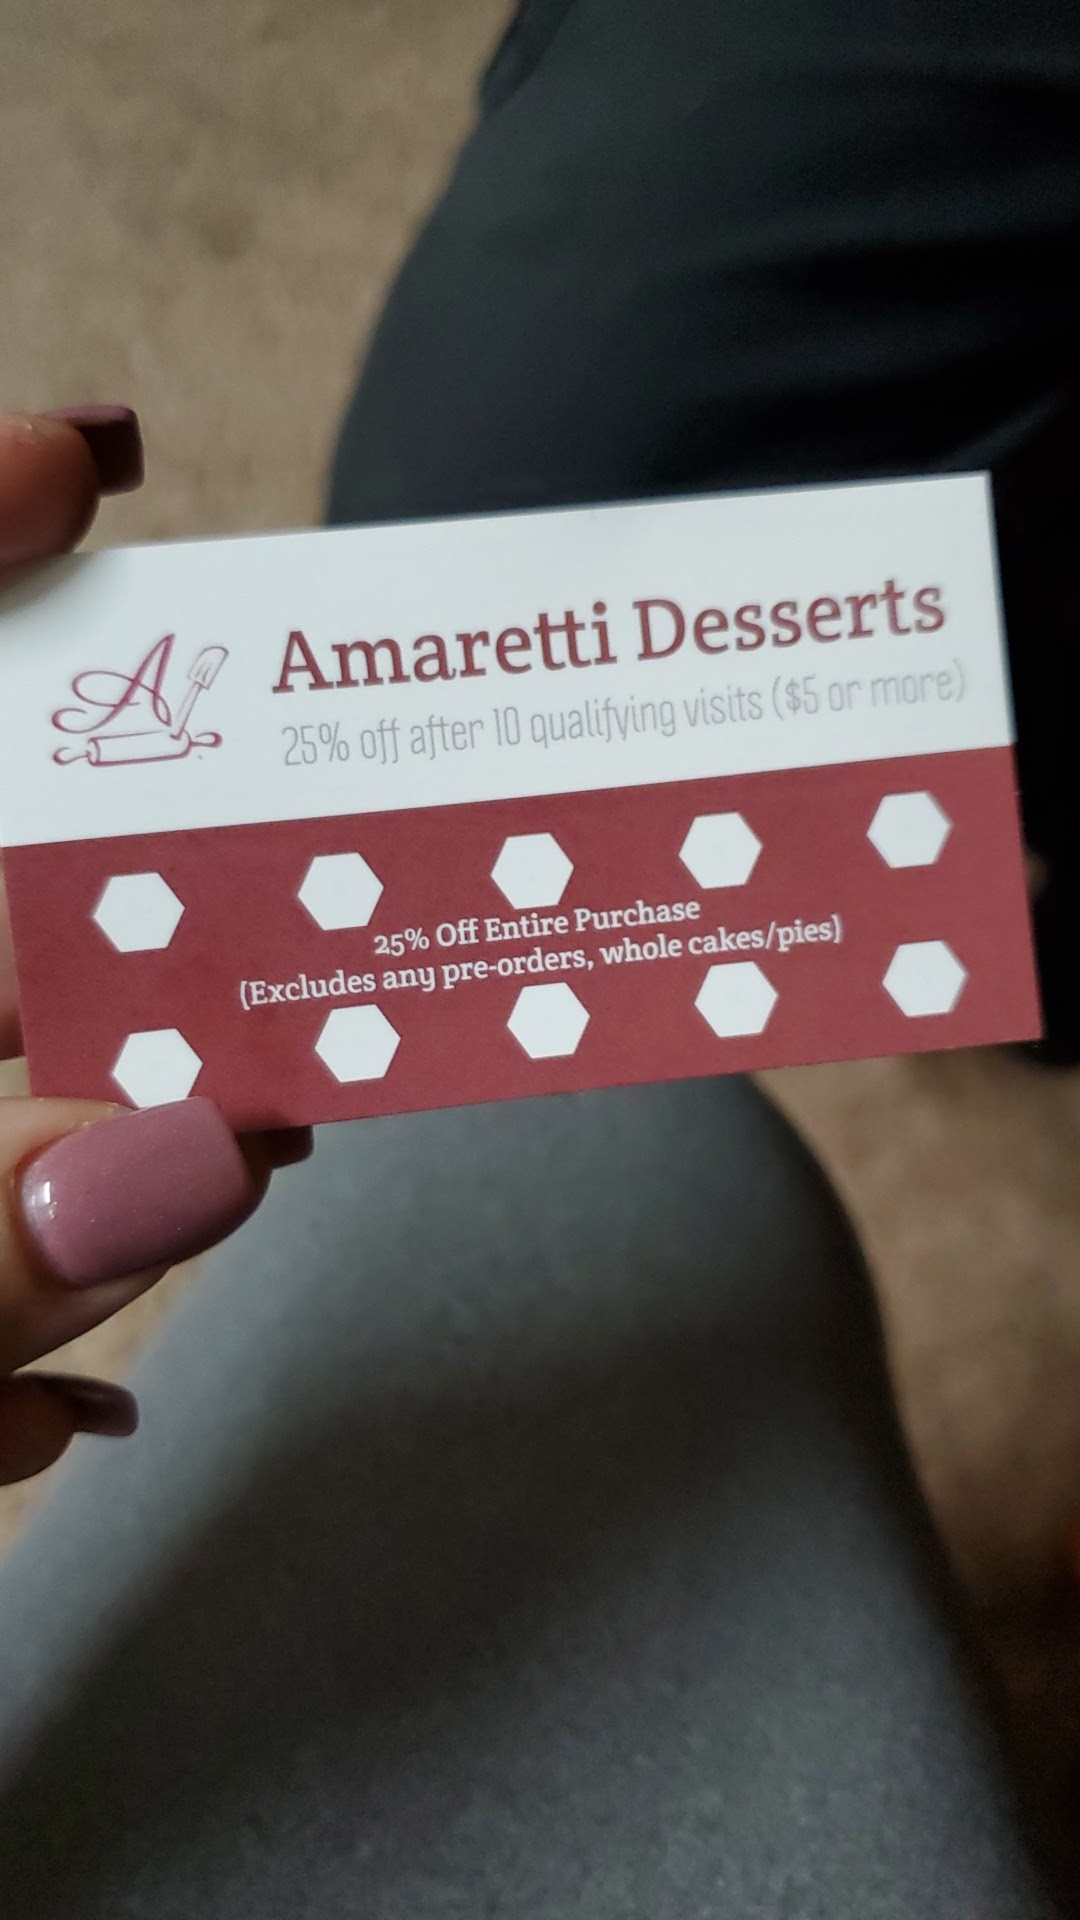 A
Amaretti Desserts
25% off after 10 qualifying visits ($5 or more)
25% Off Entire Purchase
(Excludes any pre-orders, whole cakes/pies)